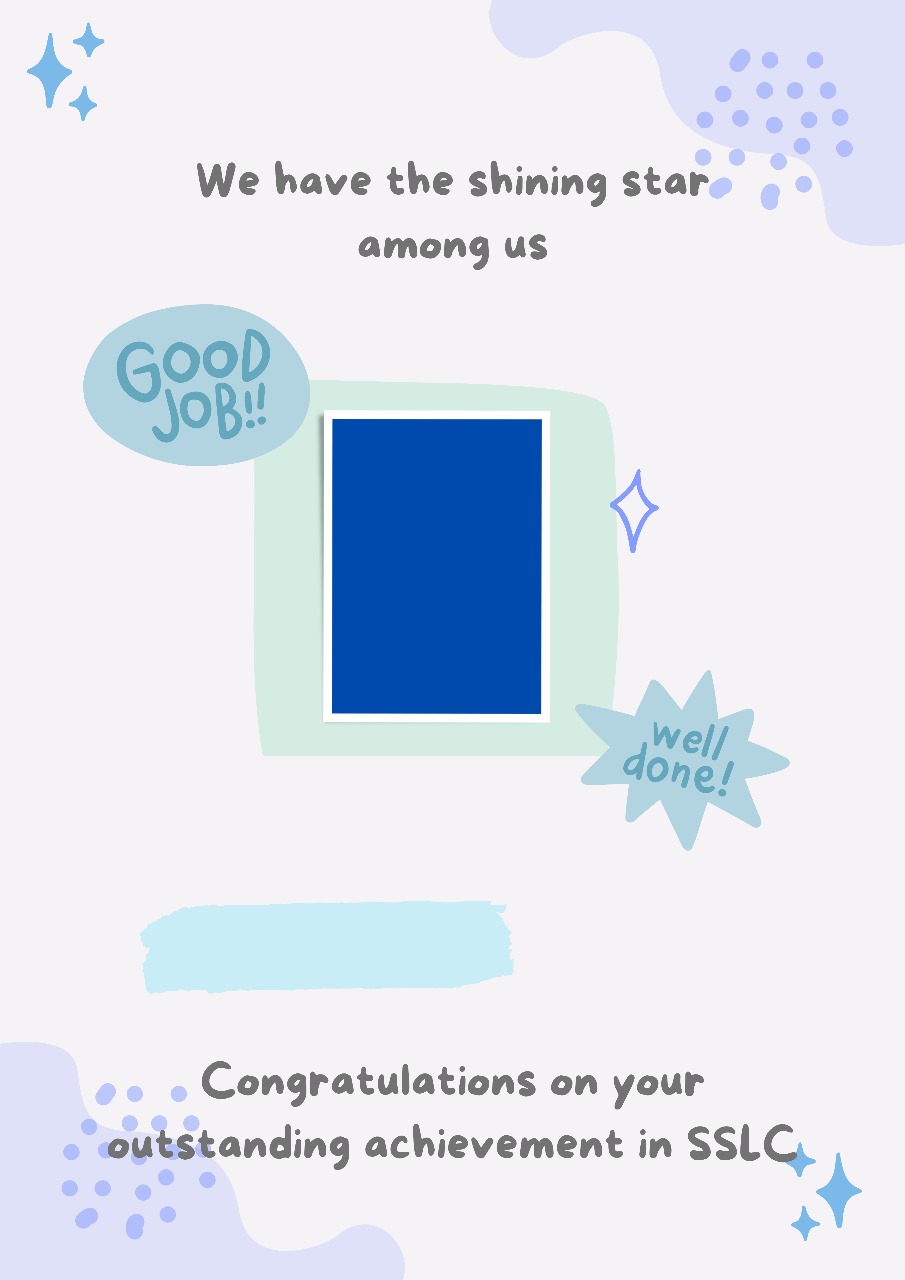 We have the shining star
among us
GOOD
JOB!!
well
done!
Congratulations on your
outstanding achievement in SSLC